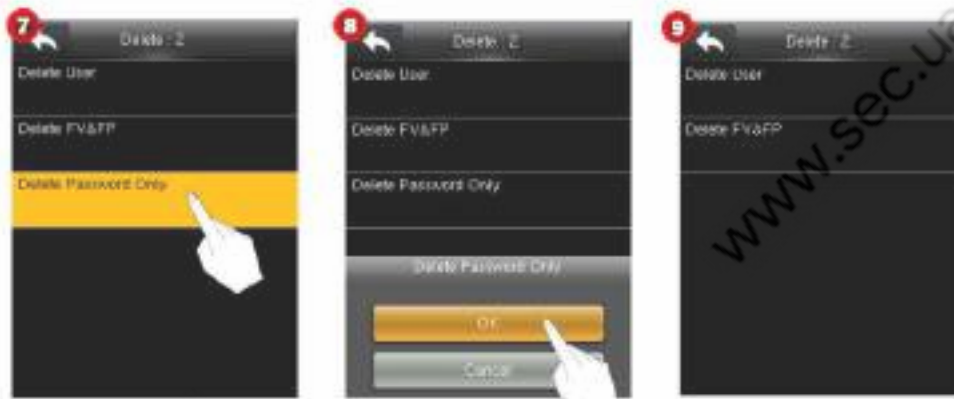 7
Delete : 2
Delete User
Delete FV&FP
Delete Password Only
8
Delete : 2
Delete User
Delete FV&FP
Delete Password Only
Delete Password Only
OK
Cancel
9
Delete : 2
Delete User
Delete FV&FP
www.sec.ua